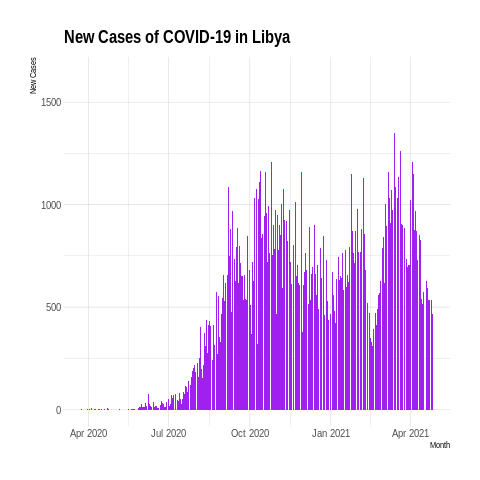 New Cases of COVID-19 in Libya
New Cases
1500
1000
500
0
Apr 2020 Jul 2020 Oct 2020 Jan 2021 Apr 2021
Month